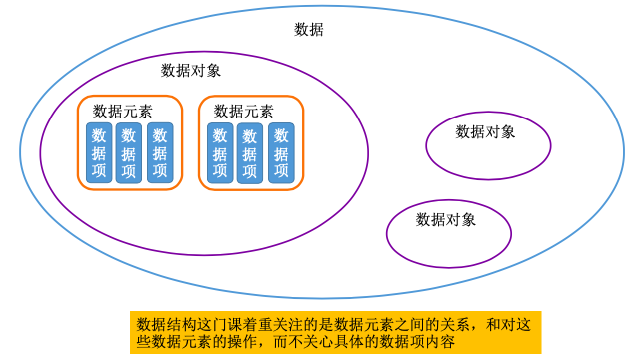 数据
数据对象
数据元素
数据项
数据项
数据项
数据元素
数据项
数据项
数据项
数据对象
数据对象
数据结构这门课着重关注的是数据元素之间的关系，和对这
些数据元素的操作，而不关心具体的数据项内容